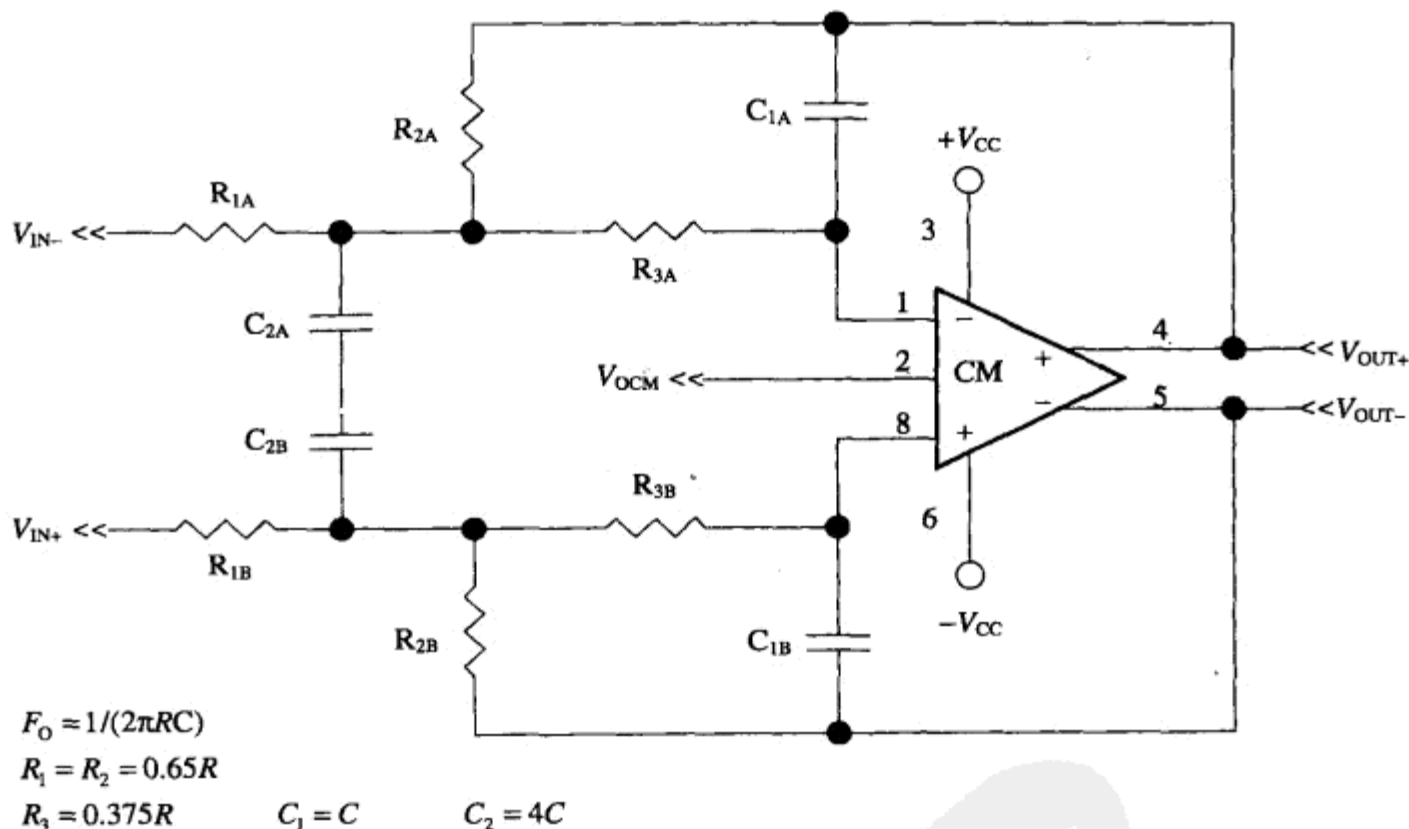 C1A
R2A
+VCC
R1A
VIN– <<
3
R3A
1
–
C2A
4
<< VOUT+
+
2
CM
VOCM <<
–
5
<<VOUT–
C2B
8
+
R3B
6
VIN+ <<
R1B
–VCC
R2B
C1B
FO = 1/(2πRC)
R1 = R2 = 0.65R
R3 = 0.375R C1 = C C2 = 4C